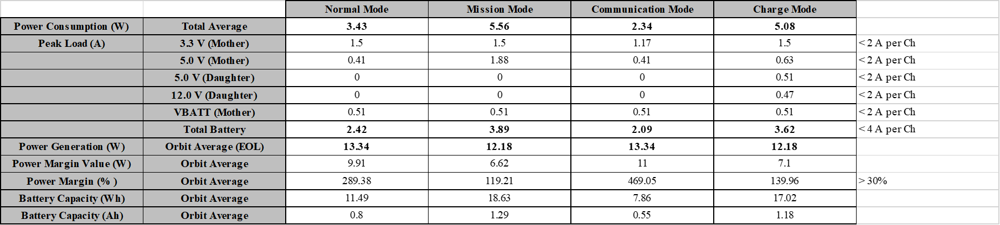 Normal Mode Mission Mode Communication Mode Charge Mode
Power Consumption (W) Total Average 3.43 5.56 2.34 5.08
Peak Load (A) 3.3 V (Mother) 1.5 1.5 1.17 1.5 < 2 A per Ch
5.0 V (Mother) 0.41 1.88 0.41 0.63 < 2 A per Ch
5.0 V (Daughter) 0 0 0 0.51 < 2 A per Ch
12.0 V (Daughter) 0 0 0 0.47 < 2 A per Ch
VBATT (Mother) 0.51 0.51 0.51 0.51 < 2 A per Ch
Total Battery 2.42 3.89 2.09 3.62 < 4 A per Ch
Power Generation (W) Orbit Average (EOL) 13.34 12.18 13.34 12.18
Power Margin Value (W) Orbit Average 9.91 6.62 11 7.1
Power Margin (% ) Orbit Average 289.38 119.21 469.05 139.96 > 30%
Battery Capacity (Wh) Orbit Average 11.49 18.63 7.86 17.02
Battery Capacity (Ah) Orbit Average 0.8 1.29 0.55 1.18